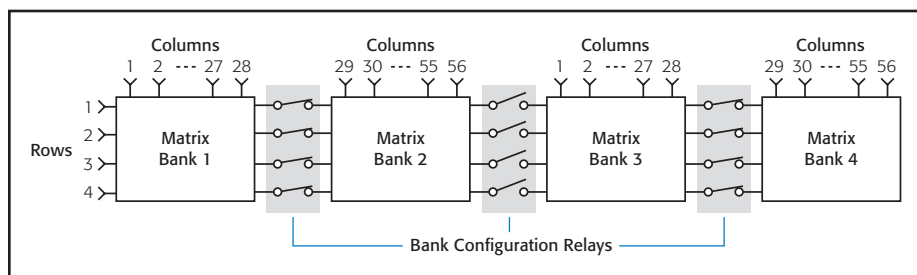 Columns Columns Columns Columns
1 2 --- 27 28 29 30 --- 55 56 1 2 --- 27 28 29 30 --- 55 56
1
2
Rows
3
4
Matrix
Bank 1
Matrix
Bank 2
Matrix
Bank 3
Matrix
Bank 4
Bank Configuration Relays